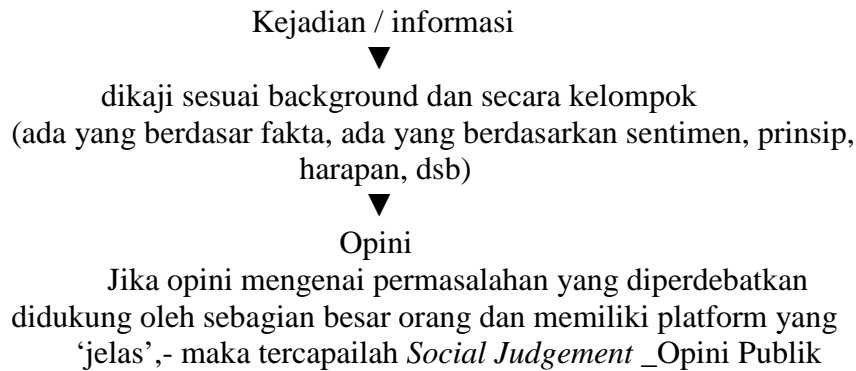 Kejadian / informasi
▼
dikaji sesuai background dan secara kelompok
(ada yang berdasar fakta, ada yang berdasarkan sentimen, prinsip,
harapan, dsb)
▼
Opini
Jika opini mengenai permasalahan yang diperdebatkan
didukung oleh sebagian besar orang dan memiliki platform yang
‘jelas’,- maka tercapailah Social Judgement _Opini Publik